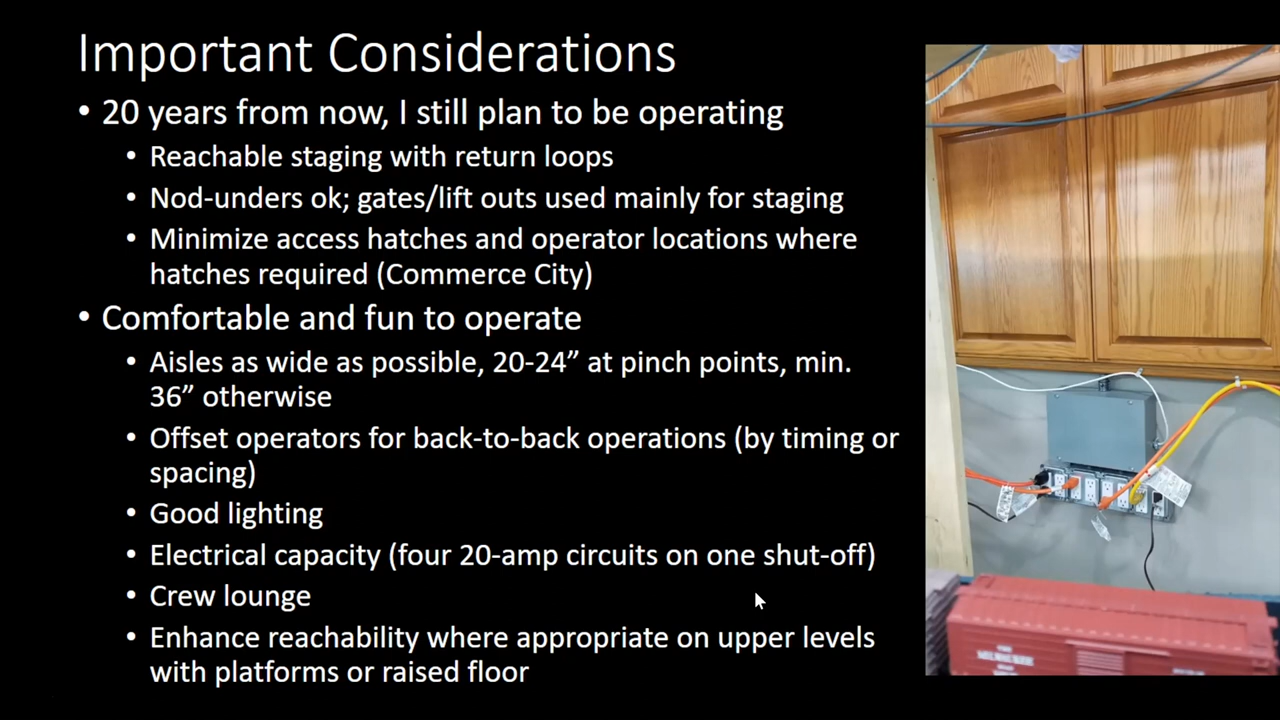 Important Considerations
• 20 years from now, I still plan to be operating
• Reachable staging with return loops
• Nod-unders ok; gates/lift outs used mainly for staging
• Minimize access hatches and operator locations where
hatches required (Commerce City)
• Comfortable and fun to operate
• Aisles as wide as possible, 20-24” at pinch points, min.
36” otherwise
• Offset operators for back-to-back operations (by timing or
spacing)
• Good lighting
• Electrical capacity (four 20-amp circuits on one shut-off)
• Crew lounge
• Enhance reachability where appropriate on upper levels
with platforms or raised floor